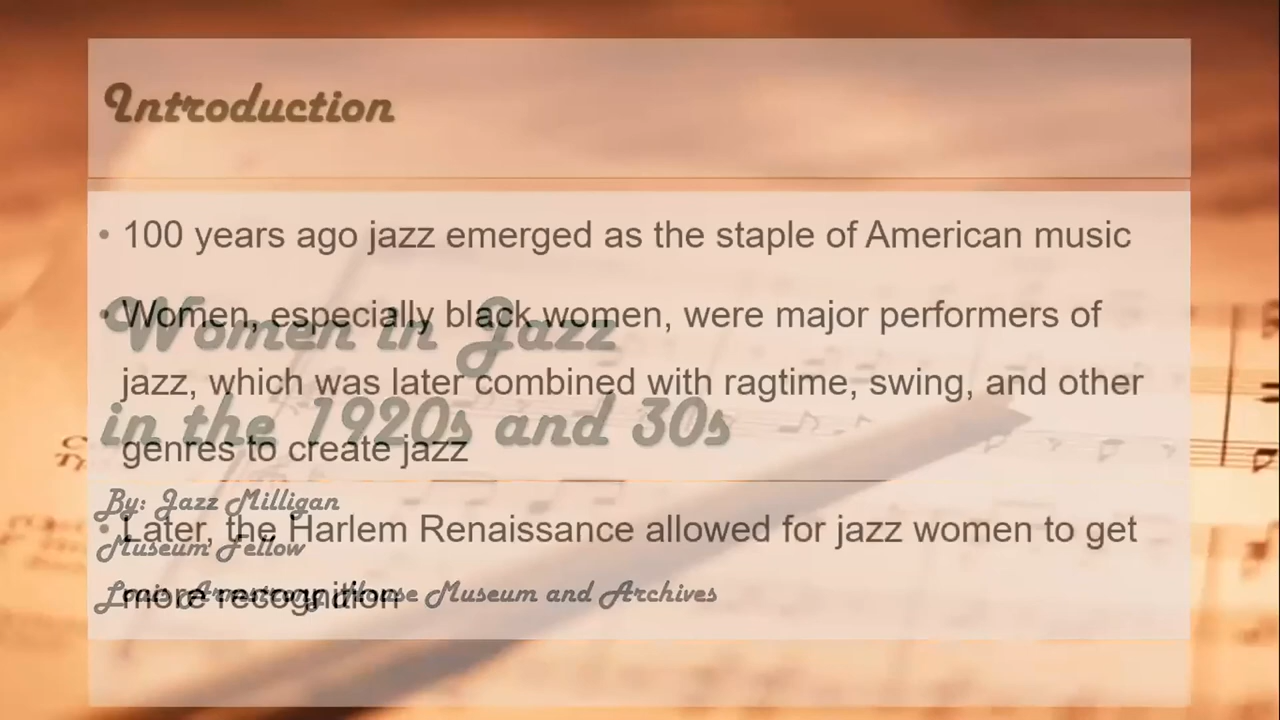 Introduction
• 100 years ago jazz emerged as the staple of American music
• Women, especially black women, were major performers of
jazz, which was later combined with ragtime, swing, and other
genres to create jazz
• Later, the Harlem Renaissance allowed for jazz women to get
more recognition
Women in Jazz
in the 1920s and 30s
By: Jazz Milligan
Museum Fellow
Louis Armstrong House Museum and Archives